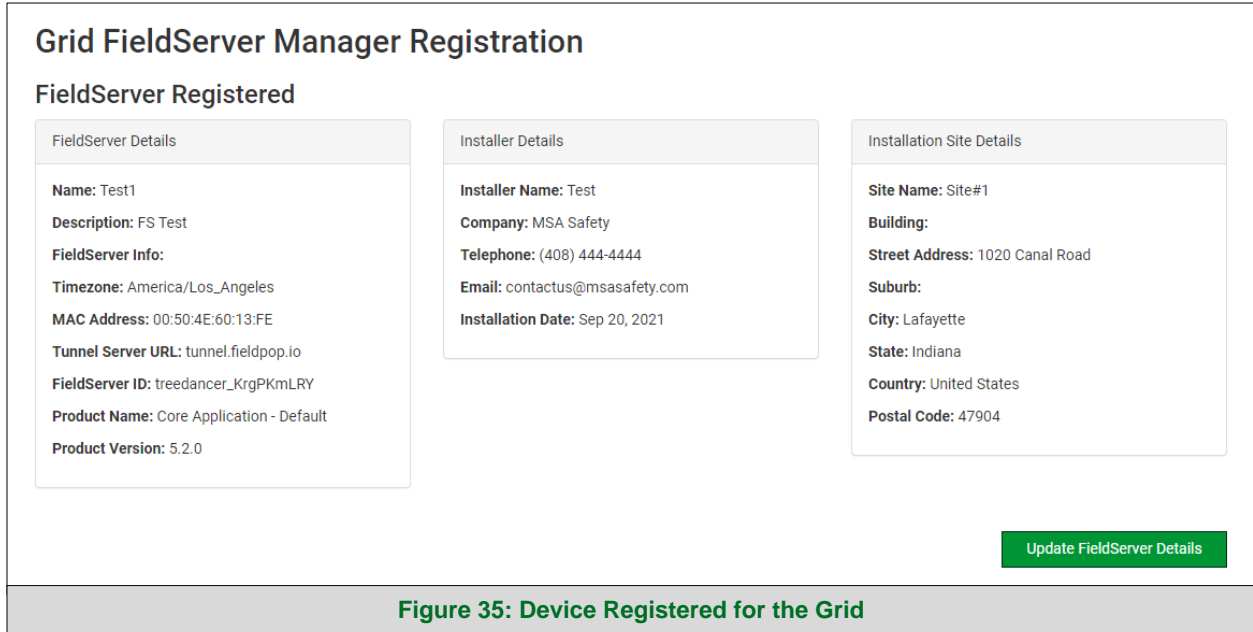 Grid FieldServer Manager Registration
FieldServer Registered
FieldServer Details
Name: Test1
Description: FS Test
FieldServer Info:
Timezone: America/Los_Angeles
MAC Address: 00:50:4E:60:13:FE
Tunnel Server URL: tunnel.fieldpop.io
FieldServer ID: treedancer_KrgPKmLRY
Product Name: Core Application - Default
Product Version: 5.2.0
Installer Details
Installer Name: Test
Company: MSA Safety
Telephone: (408) 444-4444
Email: contactus@msasafety.com
Installation Date: Sep 20, 2021
Installation Site Details
Site Name: Site#1
Building:
Street Address: 1020 Canal Road
Suburb:
City: Lafayette
State: Indiana
Country: United States
Postal Code: 47904
Update FieldServer Details
Figure 35: Device Registered for the Grid